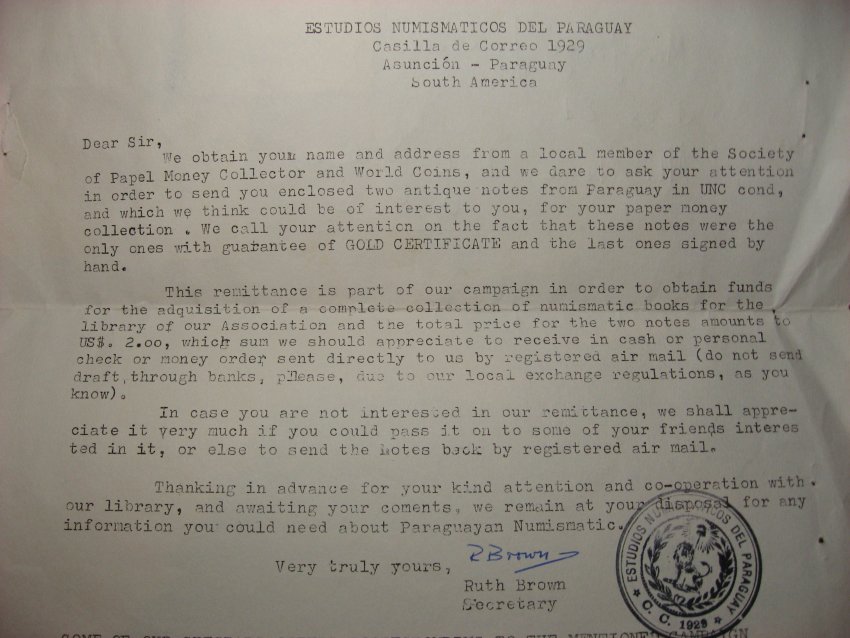 ESTUDIOS NUMISMATICOS DEL PARAGUAY
Casilla de Correo 1929
Asunción - Paraguay
South America
Dear Sir,
We obtain your name and address from a local member of the Society
of Papel Money Collector and World Coins, and we dare to ask your attention
in order to send you enclosed two antique notes from Paraguay in UNC cond,
and which we think could be of interest to you, for your paper money
collection . We call your attention on the fact that these notes were the
only ones with guarantee of GOLD CERTIFICATE and the last ones signed by
hand.
This remittance is part of our campaign in order to obtain funds
for the adquisition of a complete collection of numismatic books for the
library of our Association and the total price for the two notes amounts to
US$. 2.oo, which sum we should appreciate to receive in cash or personal
check or money order sent directly to us by registered air mail (do not send
draft,through banks, please, due to our local exchange regulations, as you
know).
In case you are not interested in our remittance, we shall appre-
ciate it very much if you could pass it on to some of your friends interes
ted in it, or else to send the notes back by registered air mail.
Thanking in advance for your kind attention and co-operation with
our library, and awaiting your coments, we remain at your disposal for any
information you could need about Paraguayan Numismatic.
Very truly yours,
R Brown
Ruth Brown
Secretary
ESTUDIOS NUMISMATICOS DEL PARAGUAY
C. C. 1929
TO THE MENTIONED CAMPAIGN